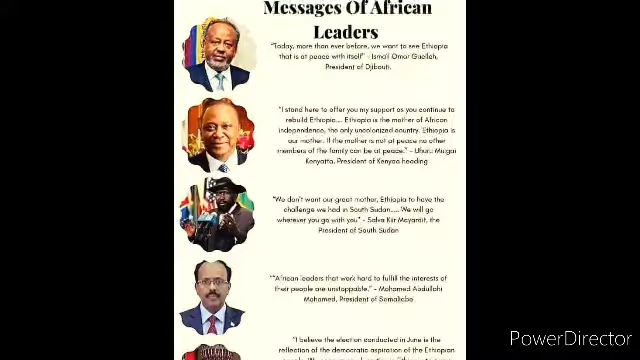 Messages Of African
Leaders
"Today, more than ever before, we want to see Ethiopia
that is at peace with itself" - Ismail Omar Guelleh,
President of Djibouti.
"I stand here to offer you my support as you continue to
rebuild Ethiopia.... Ethiopia is the mother of African
independence, the only uncolonized country. Ethiopia is
our mother. If the mother is not at peace no other
members of the family can be at peace." - Uhuru Muigai
Kenyatta, President of Kenyaa heading
"We don't want our great mother, Ethiopia to have the
challenge we had in South Sudan..... We will go
wherever you go with you" - Salva Kiir Mayardit, the
President of South Sudan
""African leaders that work hard to fulfill the interests of
their people are unstoppable." - Mohamed Abdullahi
Mohamed, President of Somaliabe
"I believe the election conducted in June is the
reflection of the democratic aspiration of the Ethiopian
PowerDirector